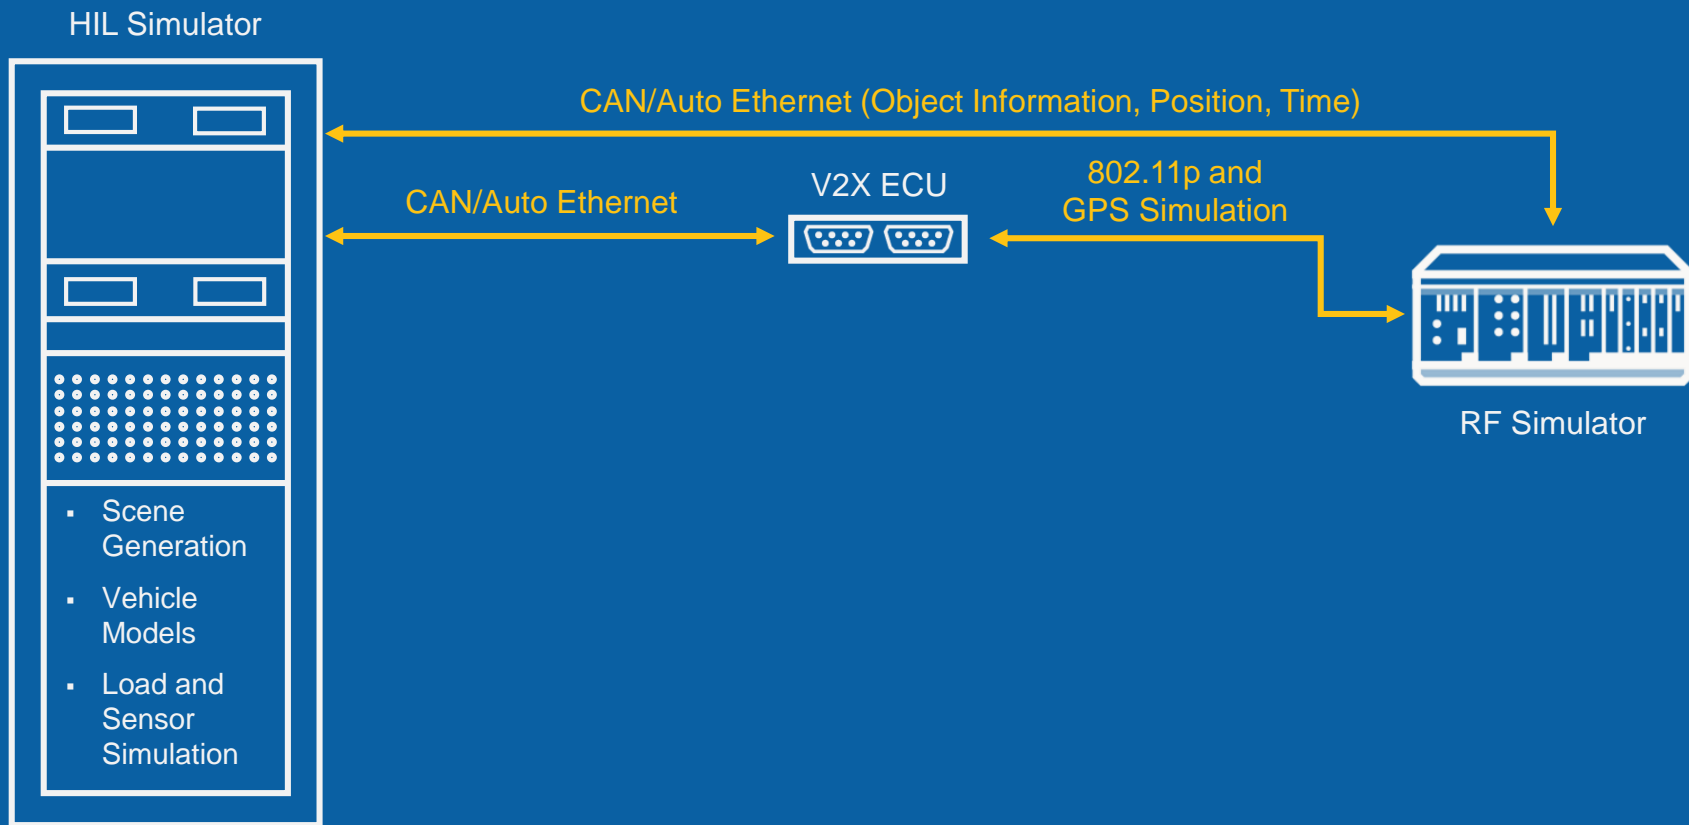 HIL Simulator
CAN/Auto Ethernet (Object Information, Position, Time)
CAN/Auto Ethernet
V2X ECU
802.11p and
GPS Simulation
RF Simulator
▪ Scene
Generation
▪ Vehicle
Models
▪ Load and
Sensor
Simulation